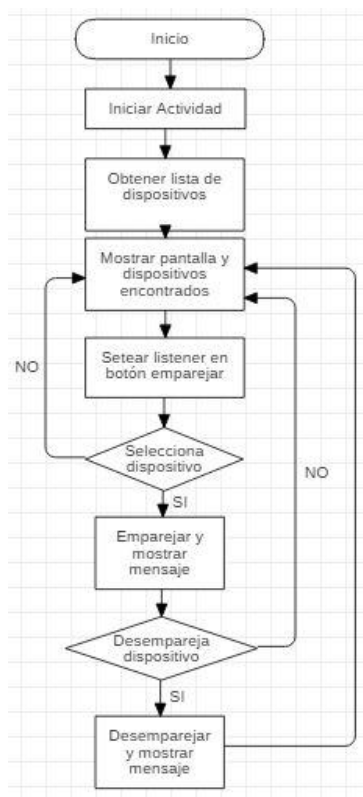 Inicio
Iniciar Actividad
Obtener lista de
dispositivos
Mostrar pantalla y
dispositivos
encontrados
Setear listener en
botón emparejar
NO
Selecciona
dispositivo
NO
SI
Emparejar y
mostrar
mensaje
Desempareja
dispositivo
SI
Desemparejar
y mostrar
mensaje